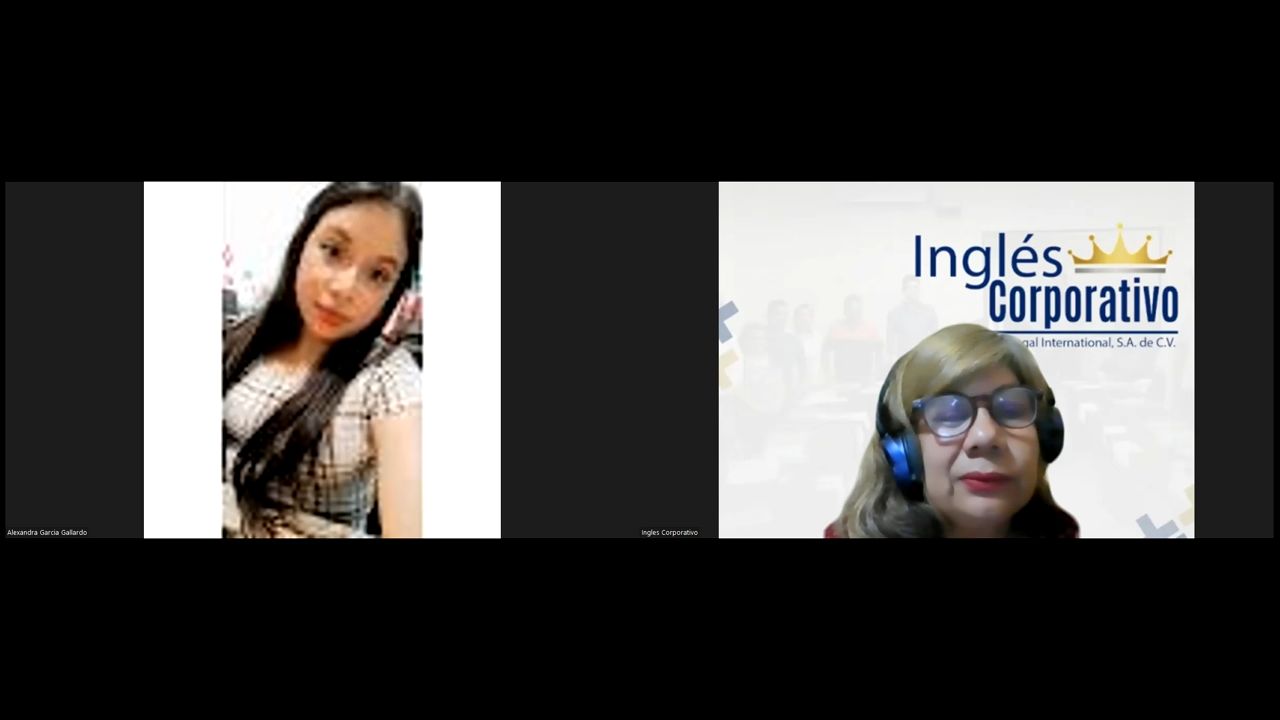 Inglés
Corporativo
gal International, S.A. de C.V.
Alexandra Garcia Gallardo
Ingles Corporativo